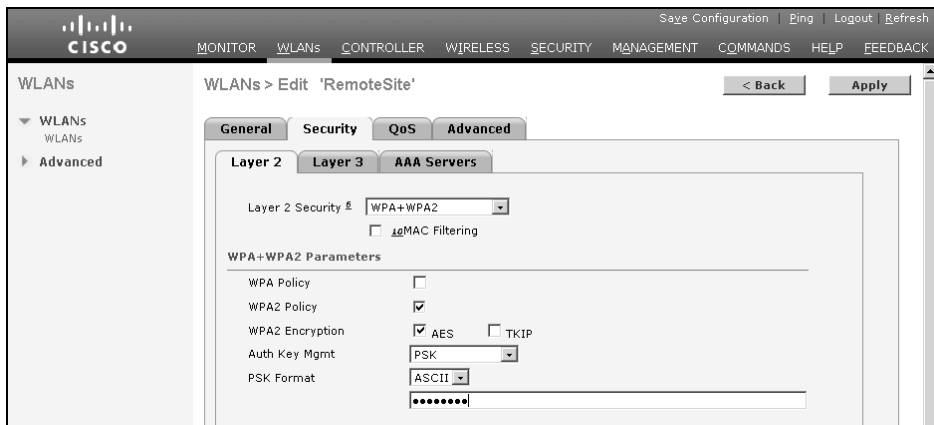 Save Configuration | Ping | Logout | Refresh
CISCO
MONITOR WLANs CONTROLLER WIRELESS SECURITY MANAGEMENT COMMANDS HELP FEEDBACK
WLANs
WLANs > Edit 'RemoteSite'
< Back
Apply
WLANs
WLANs
Advanced
General Security QoS Advanced
Layer 2 Layer 3 AAA Servers
Layer 2 Security 6 WPA+WPA2
10MAC Filtering
WPA+WPA2 Parameters
WPA Policy
WPA2 Policy
WPA2 Encryption AES TKIP
Auth Key Mgmt PSK
PSK Format ASCII
••••••••